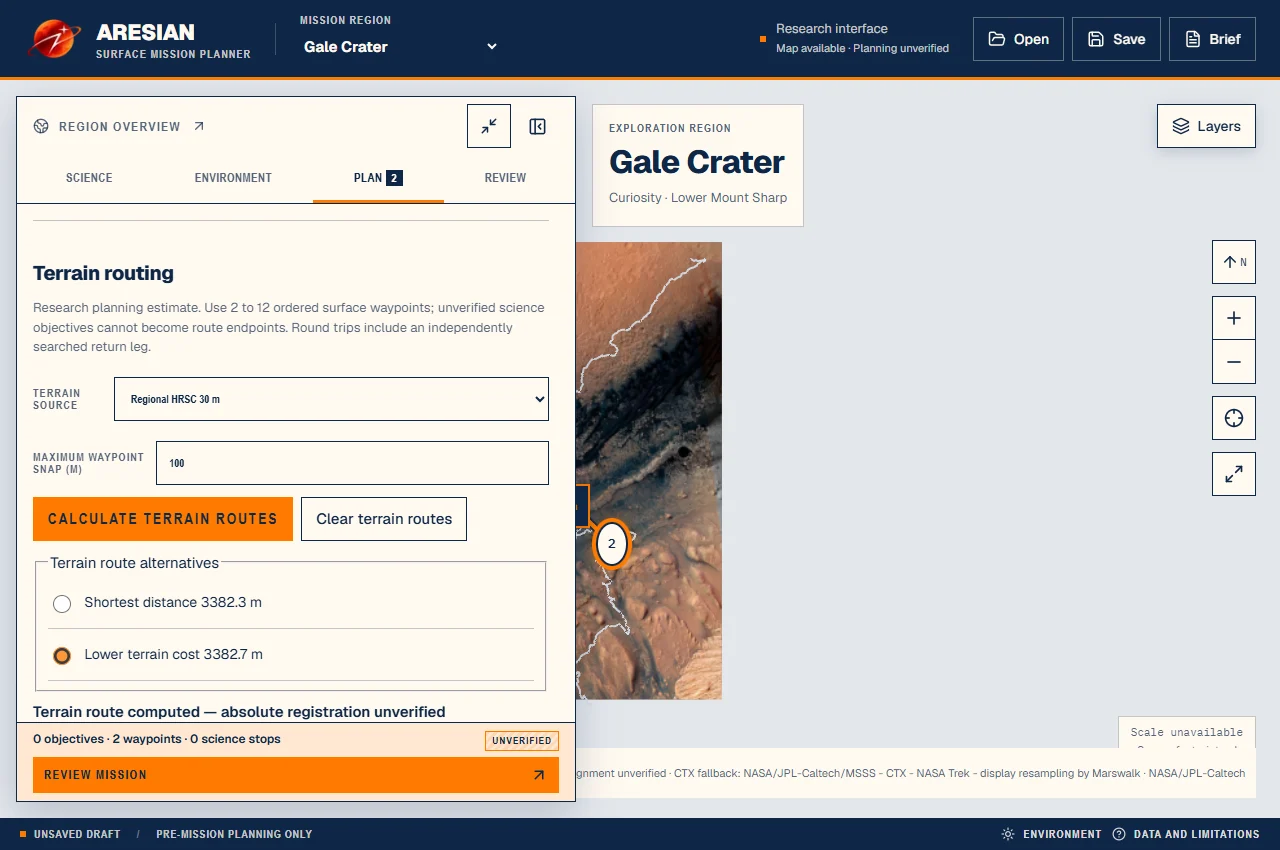 ARESIAN
SURFACE MISSION PLANNER
MISSION REGION
Gale Crater
Research interface
Map available · Planning unverified
Open
Save
Brief
REGION OVERVIEW
SCIENCE
ENVIRONMENT
PLAN 2
REVIEW
Terrain routing
Research planning estimate. Use 2 to 12 ordered surface waypoints; unverified science
objectives cannot become route endpoints. Round trips include an independently
searched return leg.
TERRAIN
SOURCE
Regional HRSC 30 m
MAXIMUM WAYPOINT
SNAP (M)
100
CALCULATE TERRAIN ROUTES
Clear terrain routes
Terrain route alternatives
Shortest distance 3382.3 m
Lower terrain cost 3382.7 m
Terrain route computed — absolute registration unverified
0 objectives · 2 waypoints · 0 science stops
UNVERIFIED
REVIEW MISSION
EXPLORATION REGION
Gale Crater
Curiosity · Lower Mount Sharp
Layers
N
2
Scale unavailable
gnment unverified · CTX fallback: NASA/JPL-Caltech/MSSS - CTX - NASA Trek - display resampling by Marswalk · NASA/JPL-Caltech
UNSAVED DRAFT / PRE-MISSION PLANNING ONLY
ENVIRONMENT
DATA AND LIMITATIONS